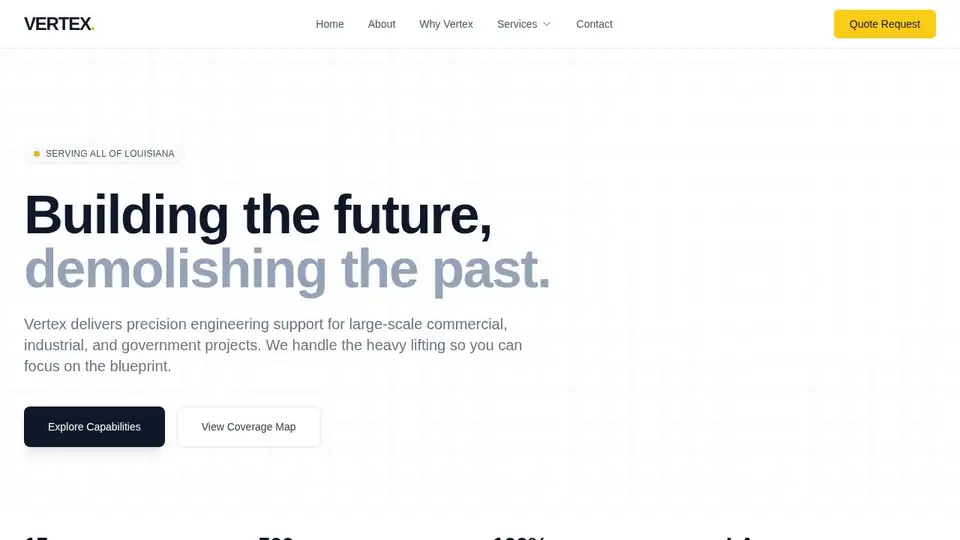 VERTEX.
Home
About
Why Vertex
Services
Contact
Quote Request
SERVING ALL OF LOUISIANA
Building the future,
demolishing the past.
Vertex delivers precision engineering support for large-scale commercial,
industrial, and government projects. We handle the heavy lifting so you can
focus on the blueprint.
Explore Capabilities
View Coverage Map